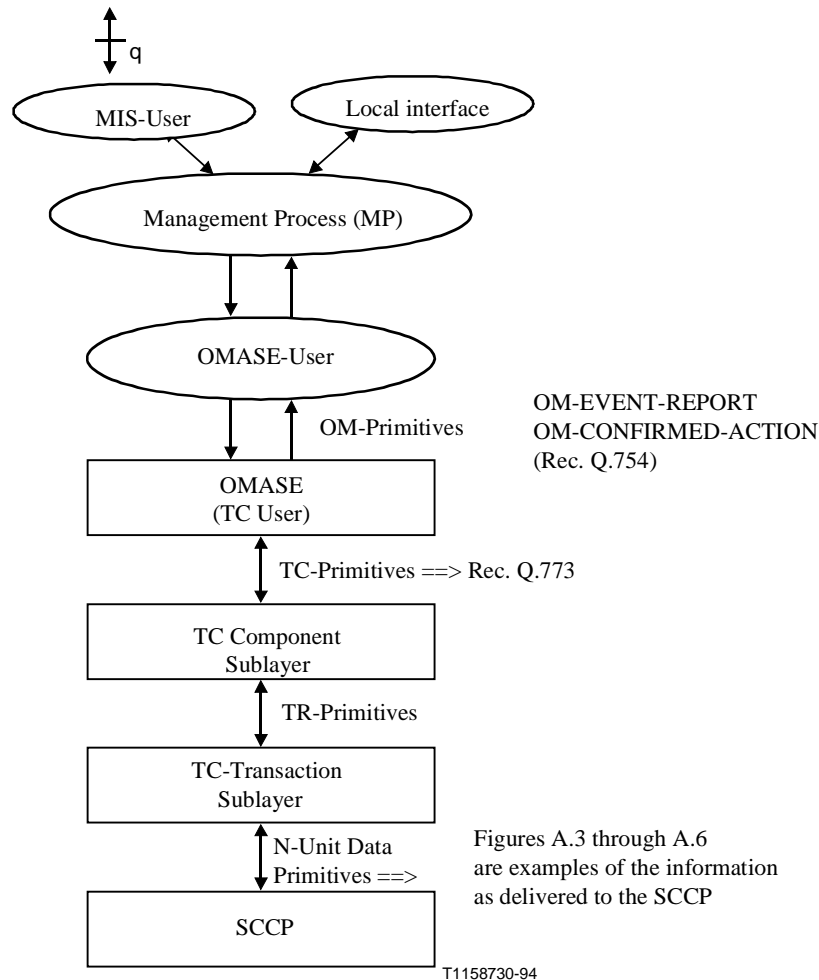 q
MIS-User
Local interface
Management Process (MP)
OMASE-User
OM-Primitives
OM-EVENT-REPORT
OM-CONFIRMED-ACTION
(Rec. Q.754)
OMASE
(TC User)
TC-Primitives ==> Rec. Q.773
TC Component
Sublayer
TR-Primitives
TC-Transaction
Sublayer
N-Unit Data
Primitives ==>
Figures A.3 through A.6
are examples of the information
as delivered to the SCCP
SCCP
T1158730-94